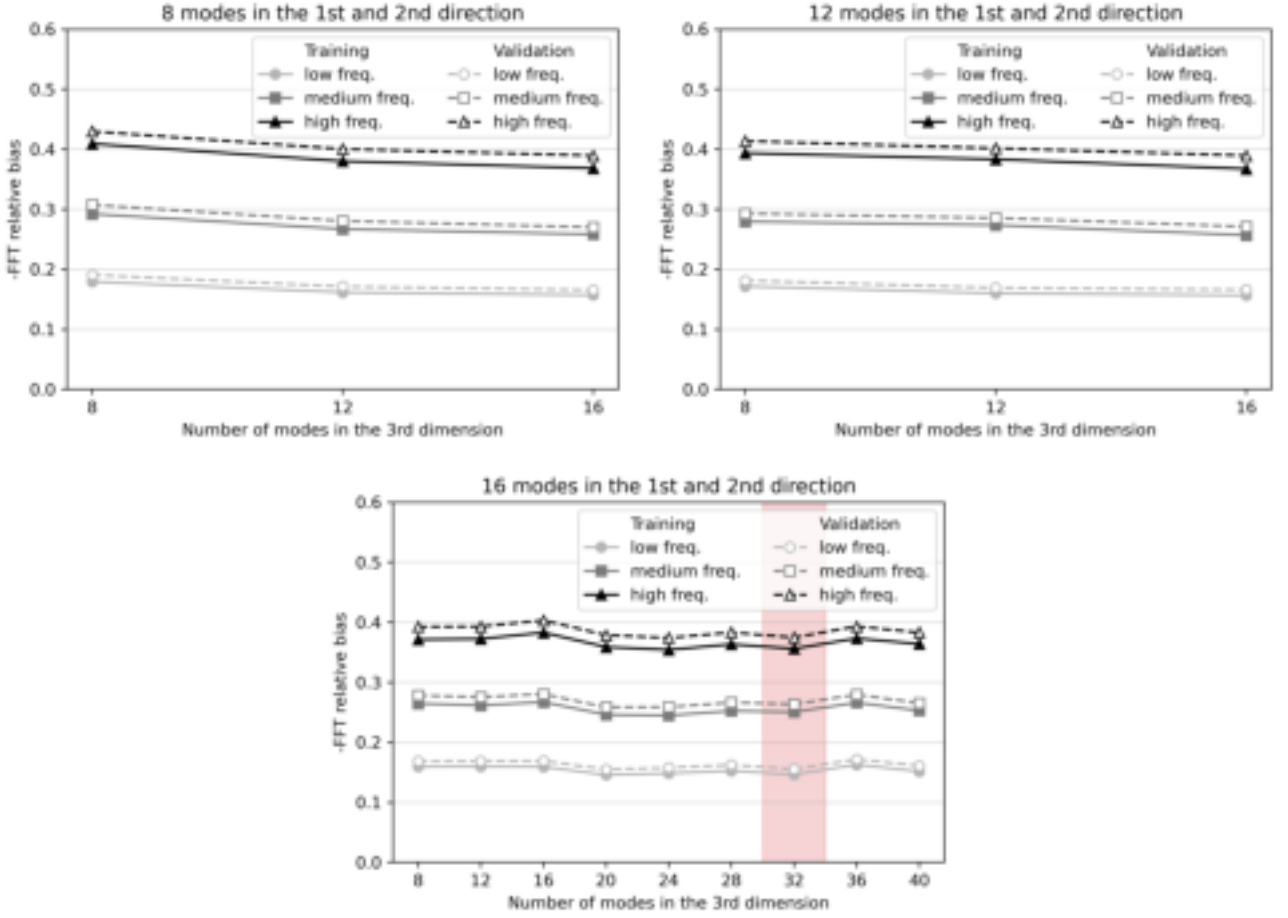 8 modes in the 1st and 2nd direction
0.6
0.5
0.4
0.3
0.2
0.1
0.0
-FFT relative bias
Training Validation
low freq. low freq.
medium freq. medium freq.
high freq. high freq.
8 12 16
Number of modes in the 3rd dimension
12 modes in the 1st and 2nd direction
0.6
0.5
0.4
0.3
0.2
0.1
0.0
-FFT relative bias
Training Validation
low freq. low freq.
medium freq. medium freq.
high freq. high freq.
8 12 16
Number of modes in the 3rd dimension
16 modes in the 1st and 2nd direction
0.6
0.5
0.4
0.3
0.2
0.1
0.0
-FFT relative bias
Training Validation
low freq. low freq.
medium freq. medium freq.
high freq. high freq.
8 12 16 20 24 28 32 36 40
Number of modes in the 3rd dimension